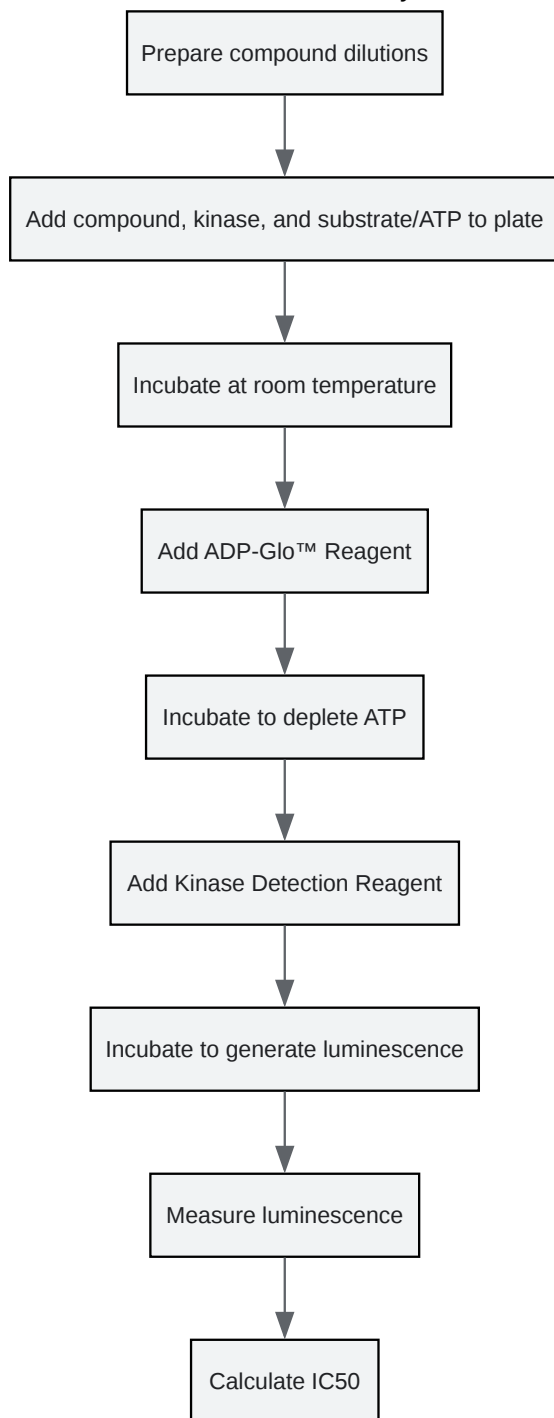 Prepare compound dilutions
Add compound, kinase, and substrate/ATP to plate
Incubate at room temperature
Add ADP-Glo™ Reagent
Incubate to deplete ATP
Add Kinase Detection Reagent
Incubate to generate luminescence
Measure luminescence
Calculate IC50